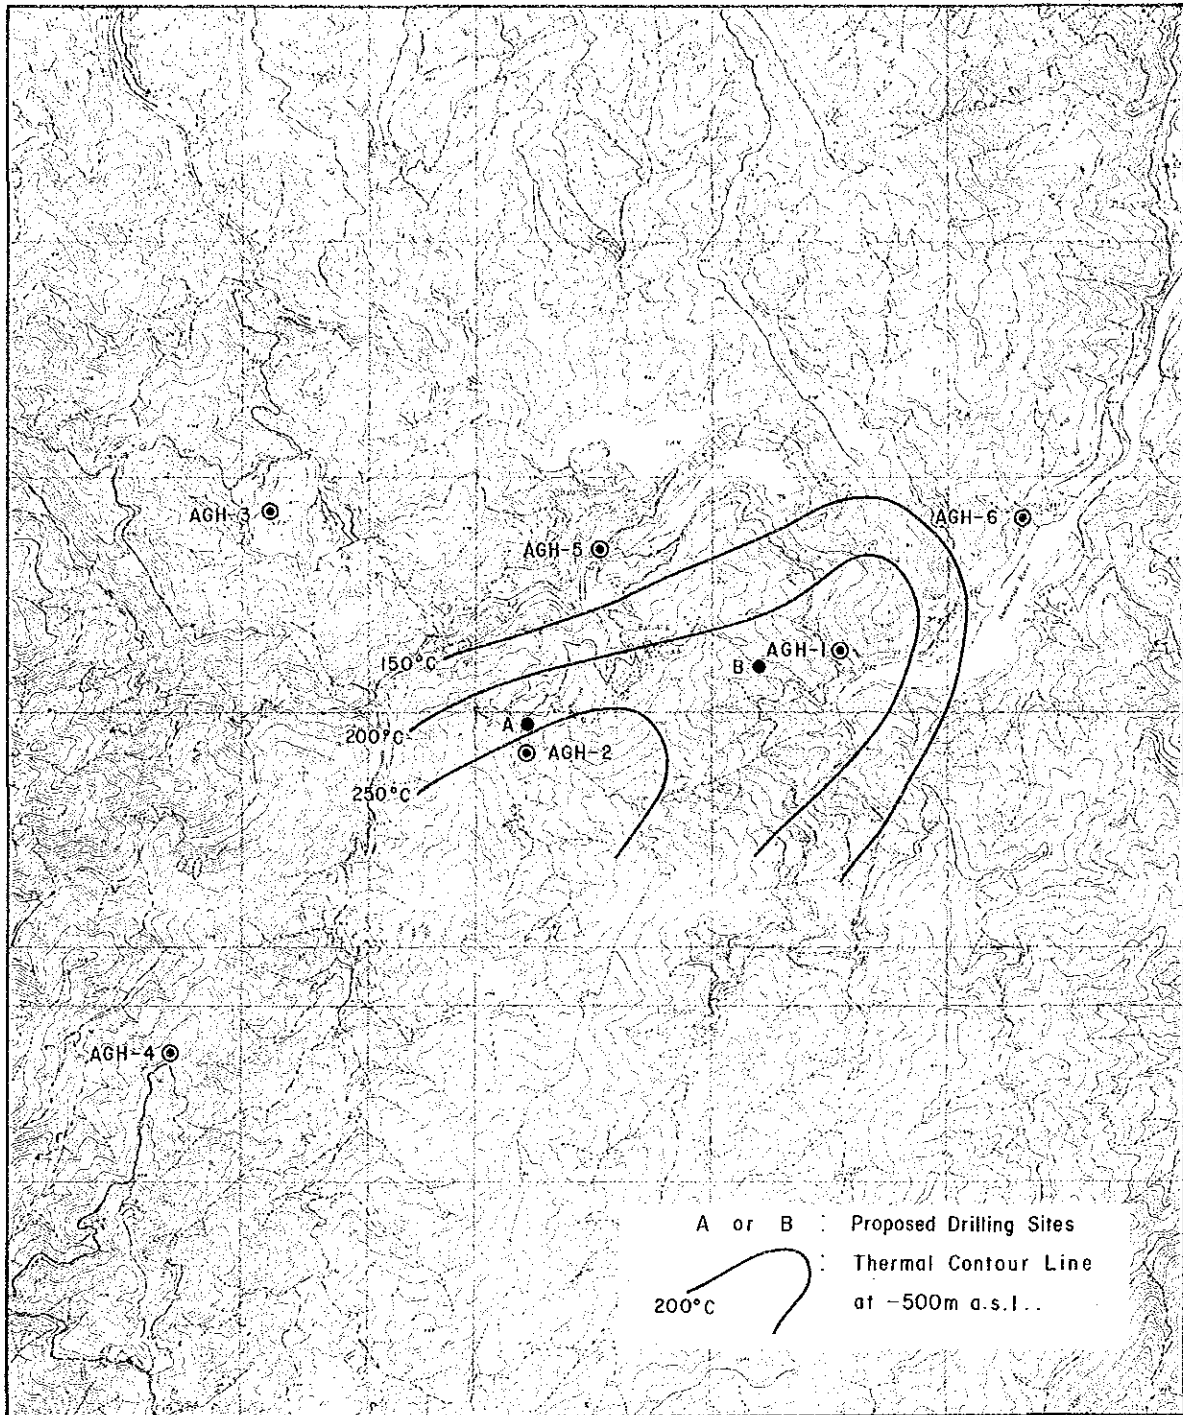 AGH-3
AGH-5
AGH-6
150°C
B
AGH-1
200°C
A
AGH-2
250°C
AGH-4
A or B : Proposed Drilling Sites
: Thermal Contour Line
200°C
at -500m a.s.l..